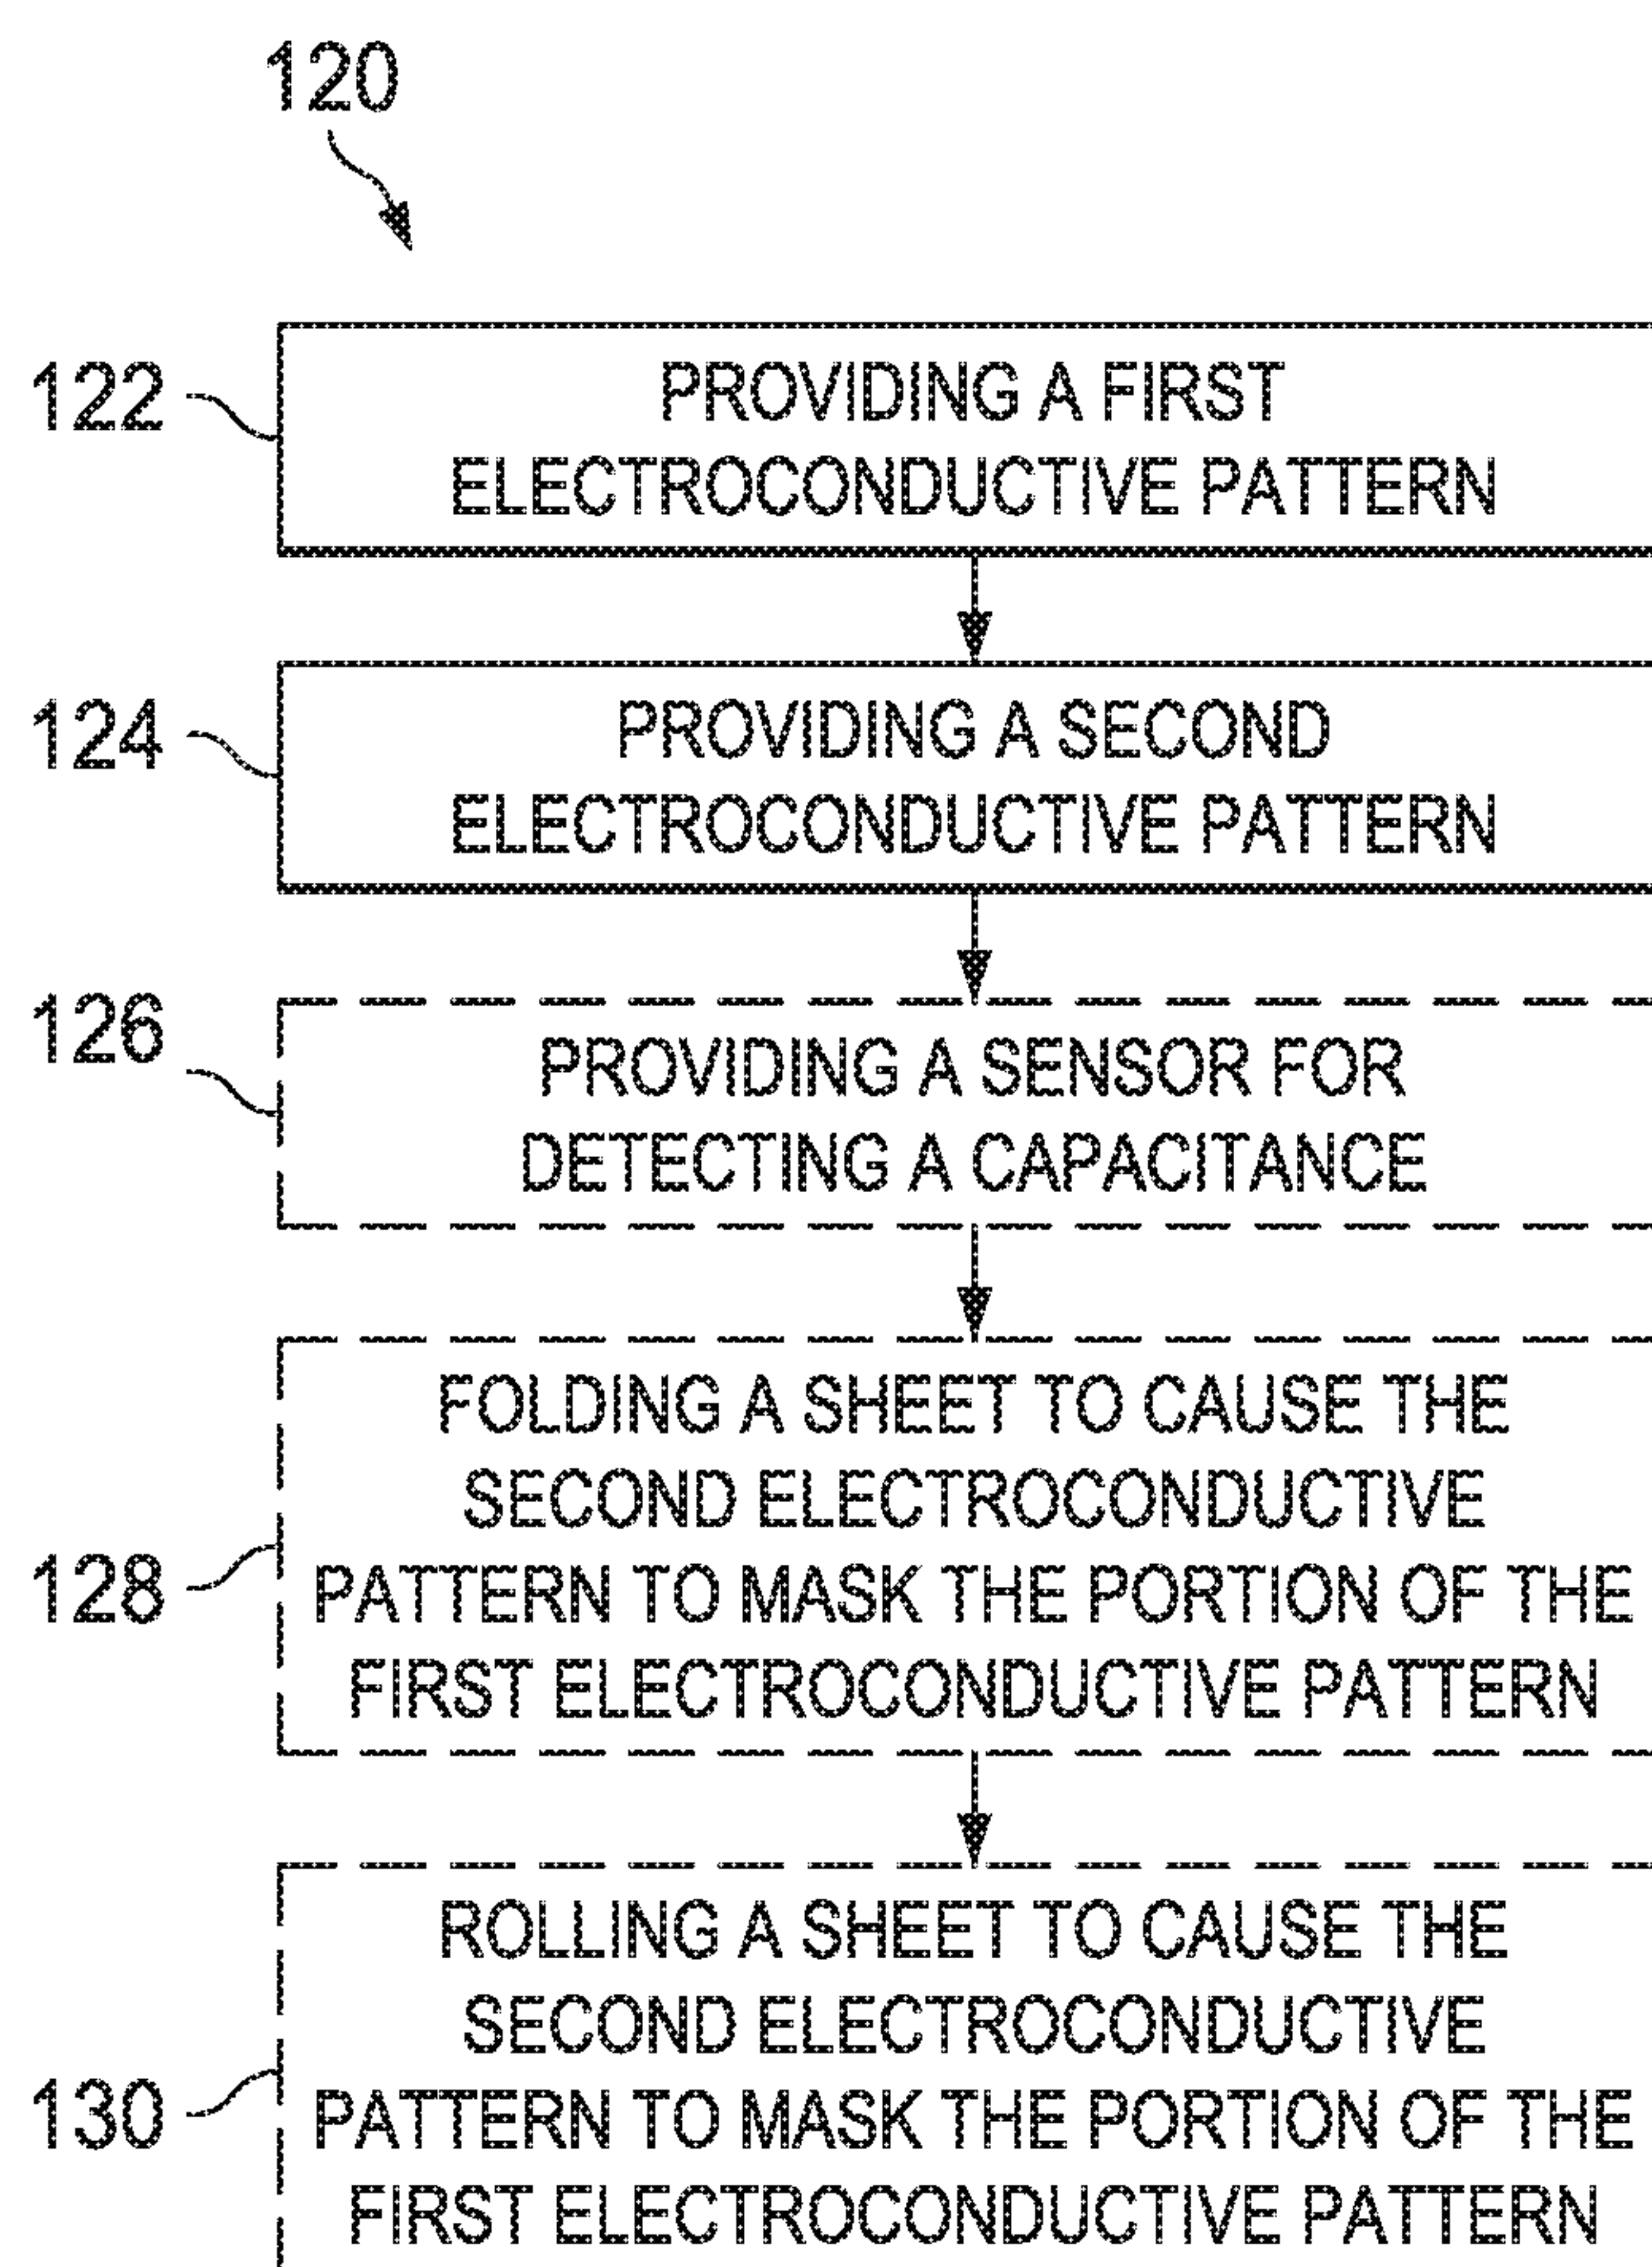 120
122
PROVIDING A FIRST
ELECTROCONDUCTIVE PATTERN
124
PROVIDING A SECOND
ELECTROCONDUCTIVE PATTERN
126
PROVIDING A SENSOR FOR
DETECTING A CAPACITANCE
128
FOLDING A SHEET TO CAUSE THE
SECOND ELECTROCONDUCTIVE
PATTERN TO MASK THE PORTION OF THE
FIRST ELECTROCONDUCTIVE PATTERN
130
ROLLING A SHEET TO CAUSE THE
SECOND ELECTROCONDUCTIVE
PATTERN TO MASK THE PORTION OF THE
FIRST ELECTROCONDUCTIVE PATTERN